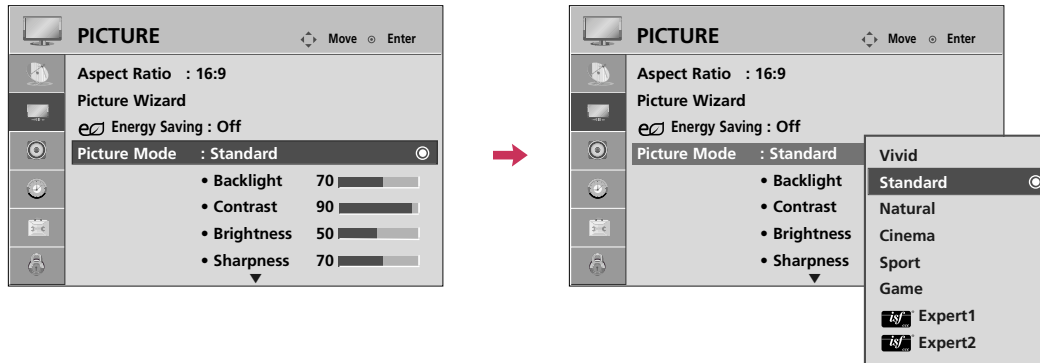 PICTURE
Move Enter
Aspect Ratio : 16:9
Picture Wizard
Energy Saving : Off
Picture Mode : Standard
• Backlight 70
• Contrast 90
• Brightness 50
• Sharpness 70
PICTURE
Move Enter
Aspect Ratio : 16:9
Picture Wizard
Energy Saving : Off
Picture Mode : Standard
• Backlight
• Contrast
• Brightness
• Sharpness
Vivid
Standard
Natural
Cinema
Sport
Game
isf Expert1
isf Expert2